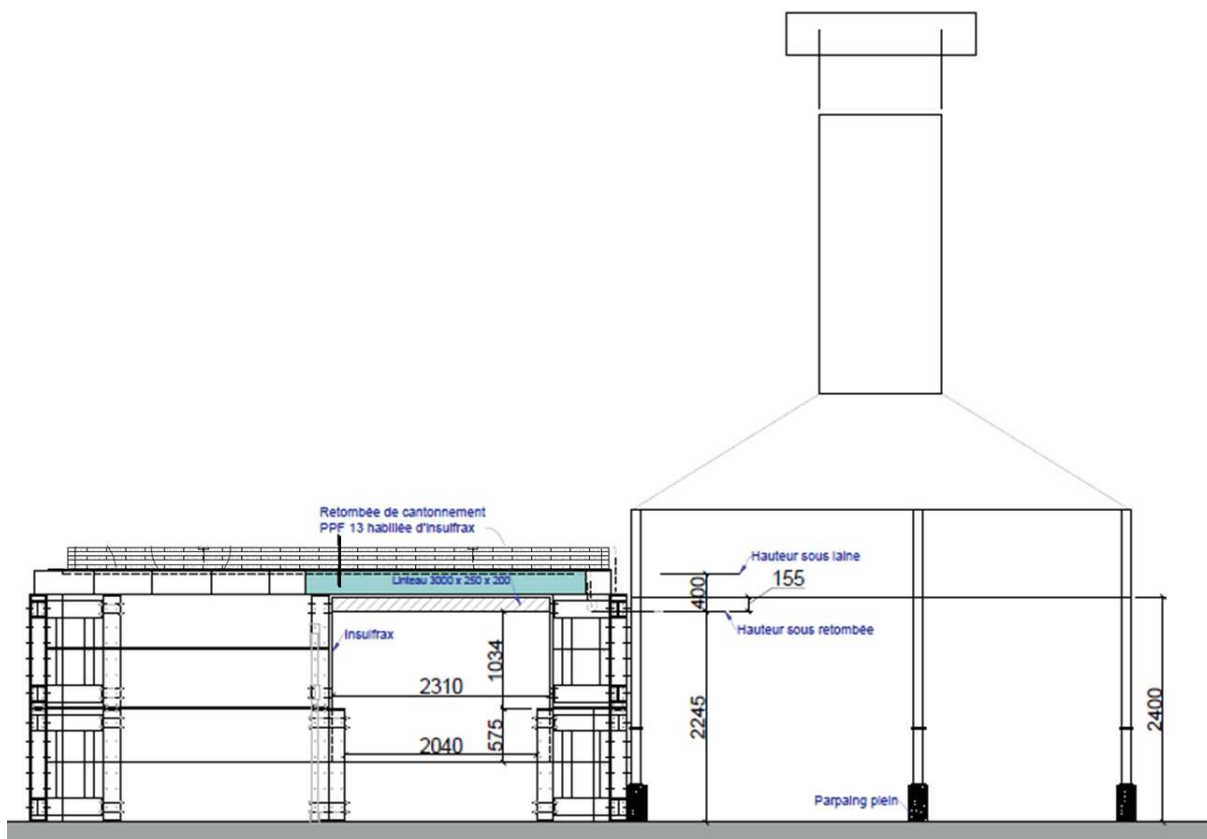 Retombée de cantonnement
PPF 13 habillée d'Insulfrax
Hauteur sous laine
Linteau 3000 x 250 x 200
400
155
Hauteur sous retombée
Insulfrax
1034
2310
2245
2400
575
2040
Parpaing plein